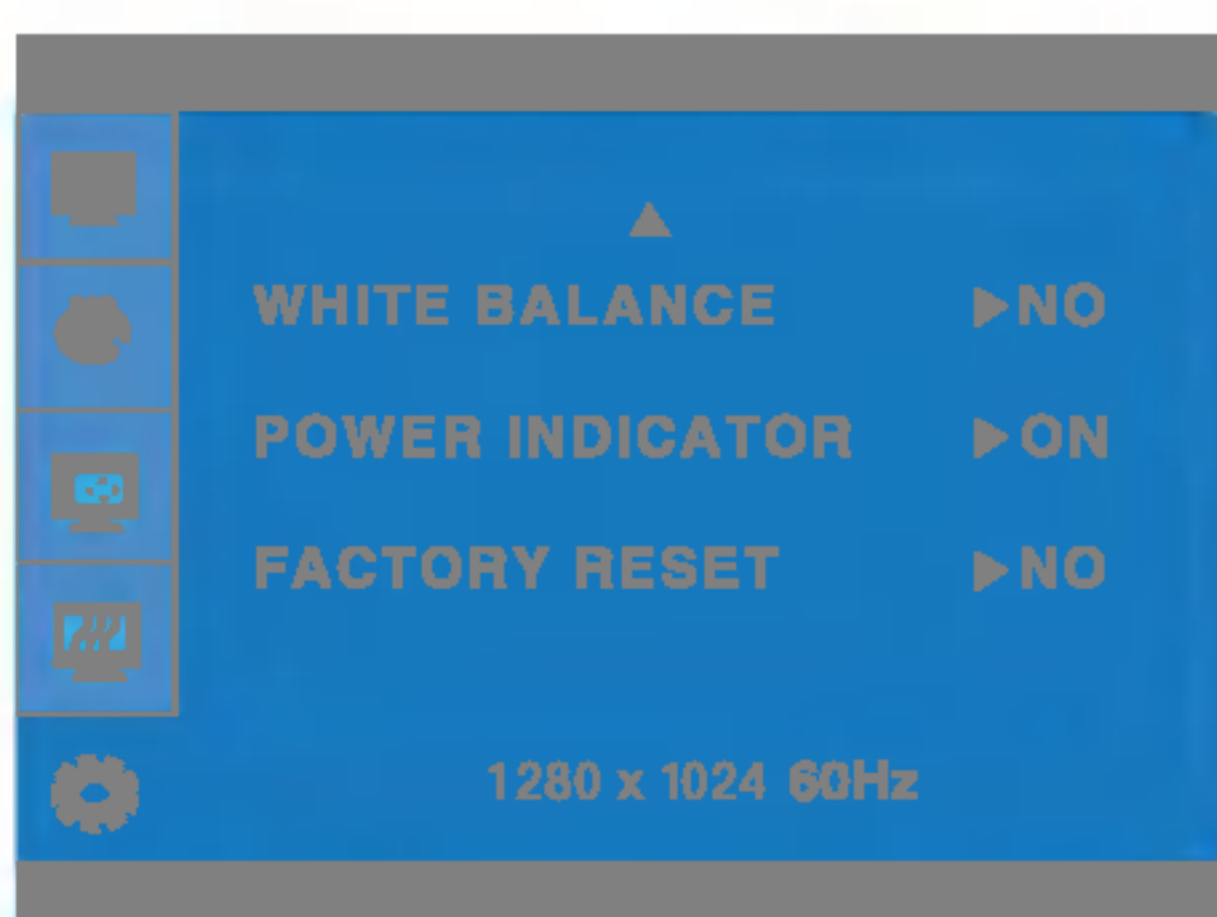 WHITE BALANCE ▶NO
POWER INDICATOR ▶ON
FACTORY RESET ▶NO
1280 x 1024 60Hz